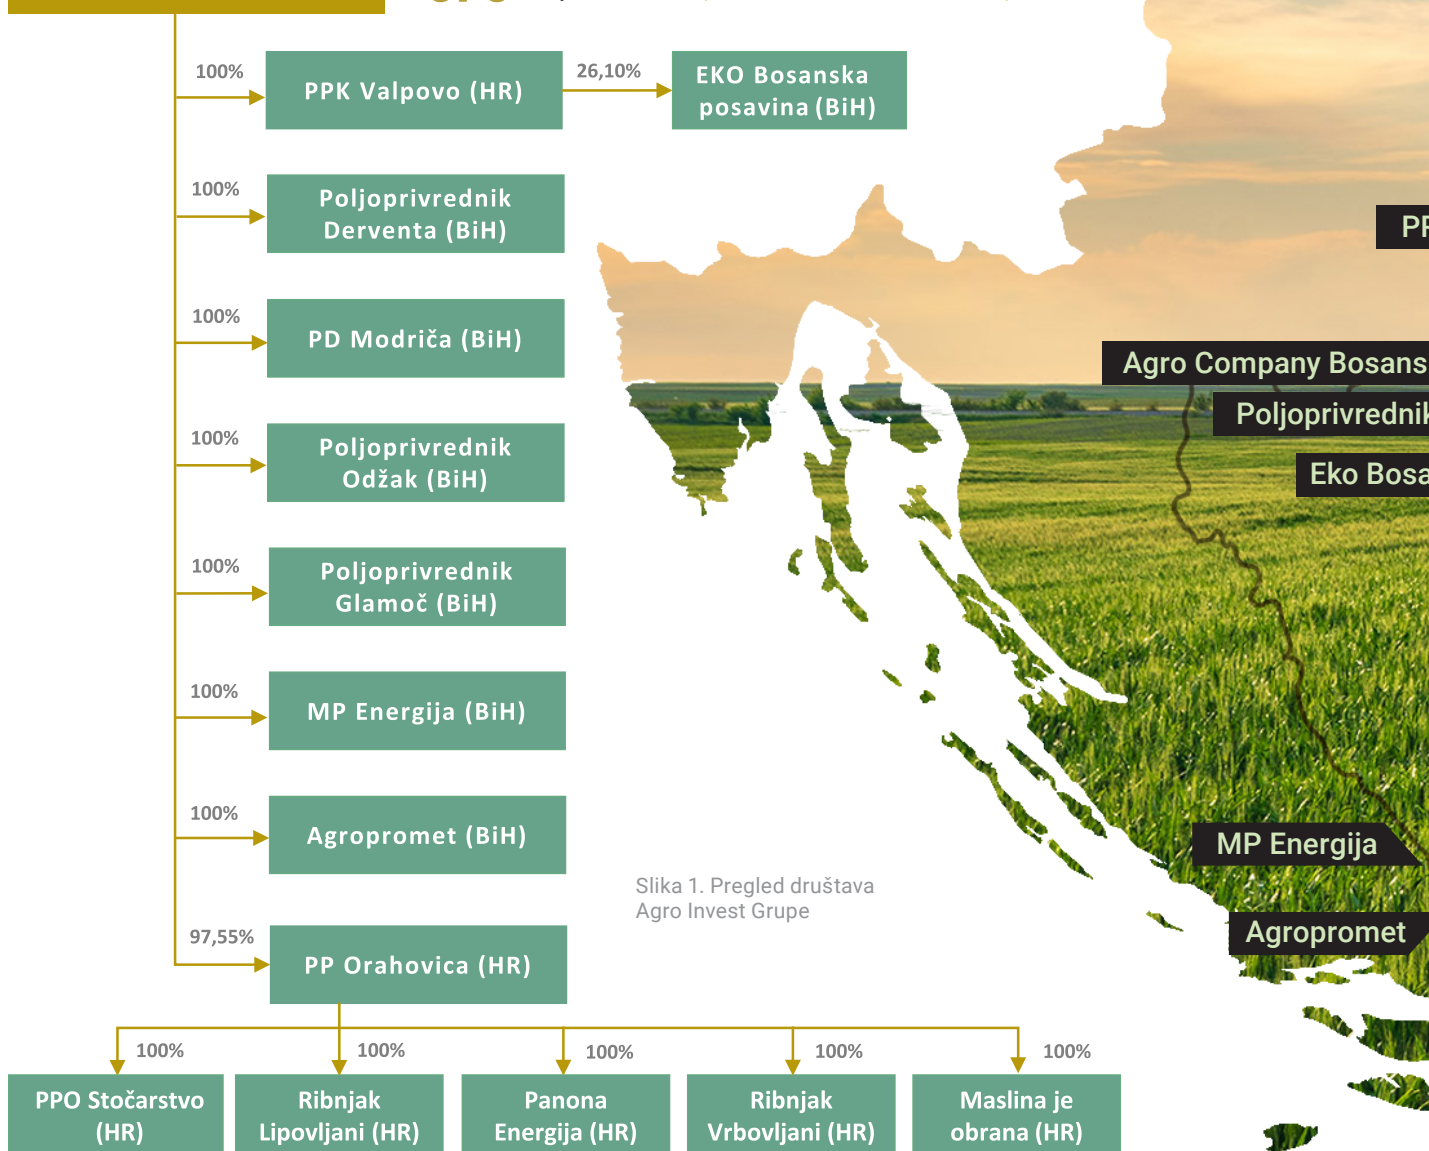 100%
PPK Valpovo (HR)
26,10%
EKO Bosanska
posavina (BiH)
100%
Poljoprivrednik
Derventa (BiH)
100%
PD Modriča (BiH)
100%
Poljoprivrednik
Odžak (BiH)
100%
Poljoprivrednik
Glamoč (BiH)
100%
MP Energija (BiH)
100%
Agropromet (BiH)
97,55%
PP Orahovica (HR)
100%
PPO Stočarstvo
(HR)
100%
Ribnjak
Lipovljani (HR)
100%
Panona
Energija (HR)
100%
Ribnjak
Vrbovljani (HR)
100%
Maslina je
obrana (HR)
Slika 1. Pregled društava
Agro Invest Grupe
Agro Company Bosans
Poljoprivrednik
Eko Bosa
MP Energija
Agropromet